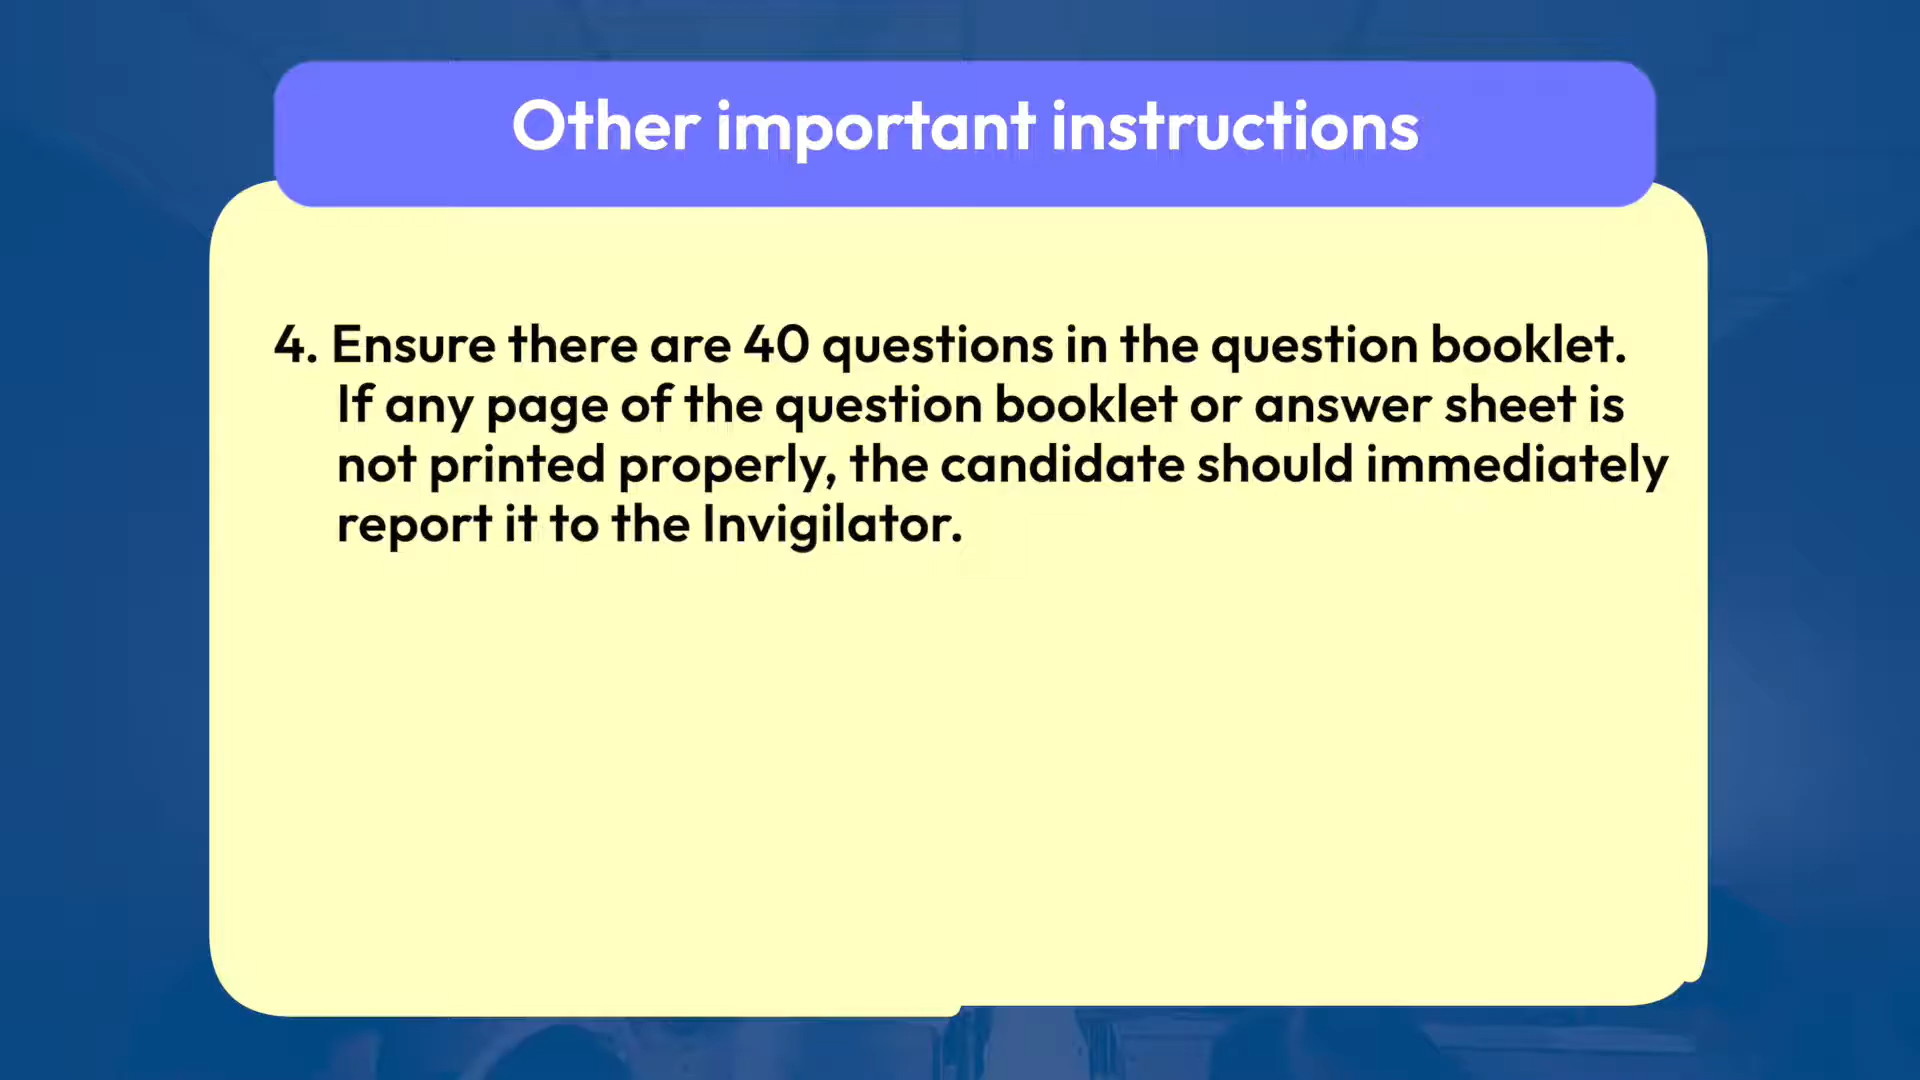 Other important instructions
4. Ensure there are 40 questions in the question booklet.
If any page of the question booklet or answer sheet is
not printed properly, the candidate should immediately
report it to the Invigilator.